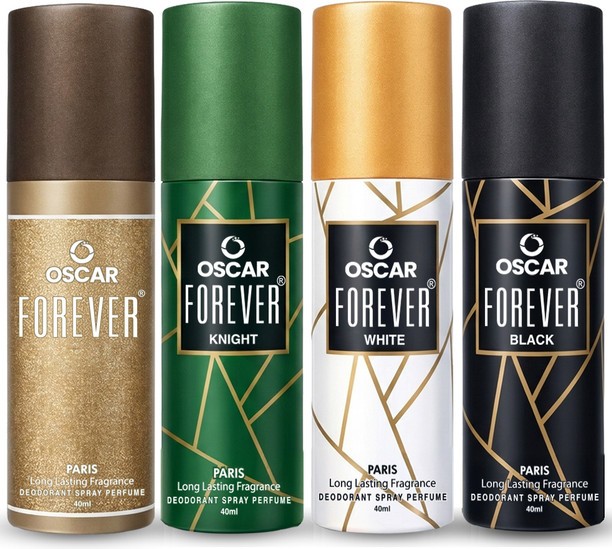 OSCAR
FOREVER®
PARIS
Long Lasting Fragrance
DEODORANT SPRAY PERFUME
40ml
OSCAR
FOREVER®
KNIGHT
PARIS
Long Lasting Fragrance
DEODORANT SPRAY PERFUME
40ml
OSCAR
FOREVER®
WHITE
PARIS
Long Lasting Fragrance
DEODORANT SPRAY PERFUME
40ml
OSCAR
FOREVER®
BLACK
PARIS
Long Lasting Fragrance
DEODORANT SPRAY PERFUME
40ml